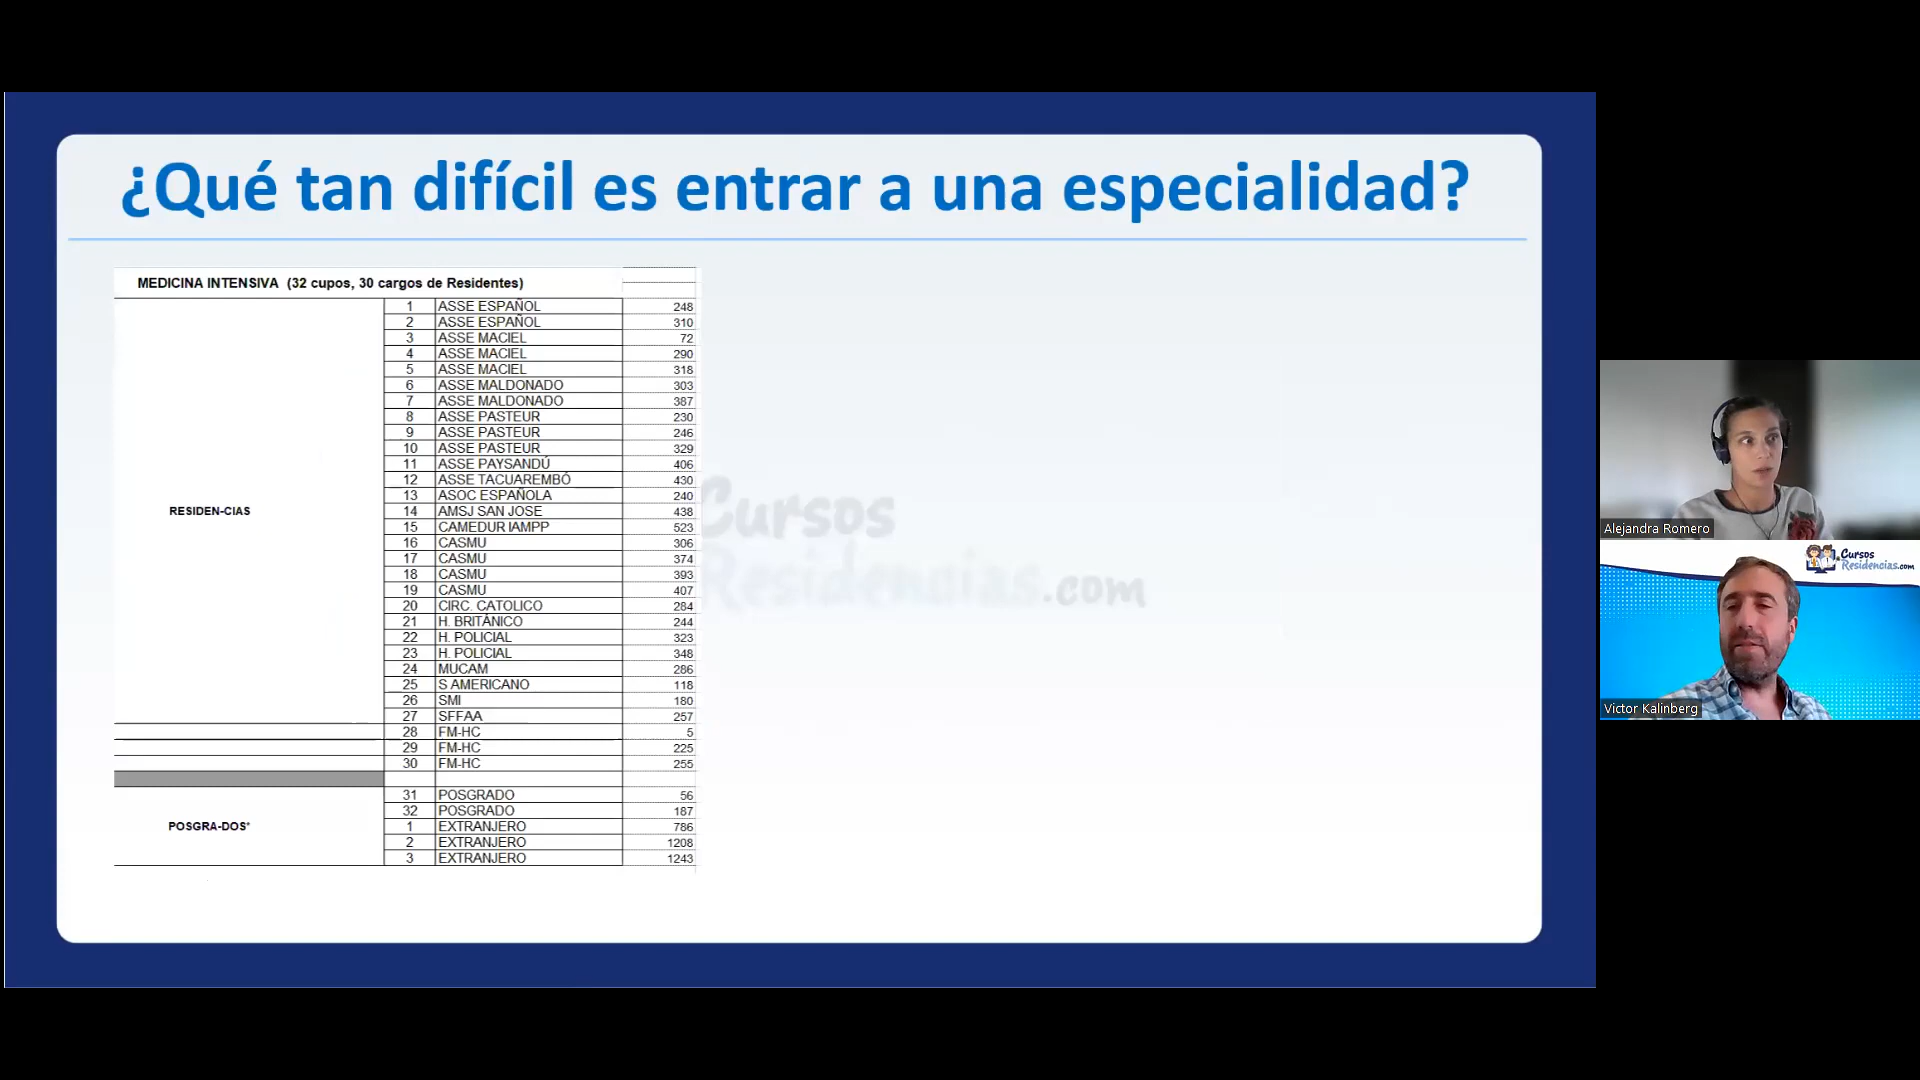 ¿Qué tan difícil es entrar a una especialidad?
MEDICINA INTENSIVA (32 cupos, 30 cargos de Residentes)
RESIDEN-CIAS
1 ASSE ESPAÑOL 248
2 ASSE ESPAÑOL 310
3 ASSE MACIEL 72
4 ASSE MACIEL 290
5 ASSE MACIEL 318
6 ASSE MALDONADO 303
7 ASSE MALDONADO 387
8 ASSE PASTEUR 230
9 ASSE PASTEUR 246
10 ASSE PASTEUR 329
11 ASSE PAYSANDÚ 406
12 ASSE TACUAREMBÓ 430
13 ASOC ESPAÑOLA 240
14 AMSJ SAN JOSE 438
15 CAMEDUR IAMPP 523
16 CASMU 306
17 CASMU 374
18 CASMU 393
19 CASMU 407
20 CIRC. CATOLICO 284
21 H. BRITÁNICO 244
22 H. POLICIAL 323
23 H. POLICIAL 348
24 MUCAM 286
25 S AMERICANO 118
26 SMI 180
27 SFFAA 257
28 FM-HC 5
29 FM-HC 225
30 FM-HC 255
POSGRA-DOS*
31 POSGRADO 56
32 POSGRADO 187
1 EXTRANJERO 786
2 EXTRANJERO 1208
3 EXTRANJERO 1243
Cursos
Residencias.com
Alejandra Romero
Cursos
Residencias.com
Victor Kalinberg